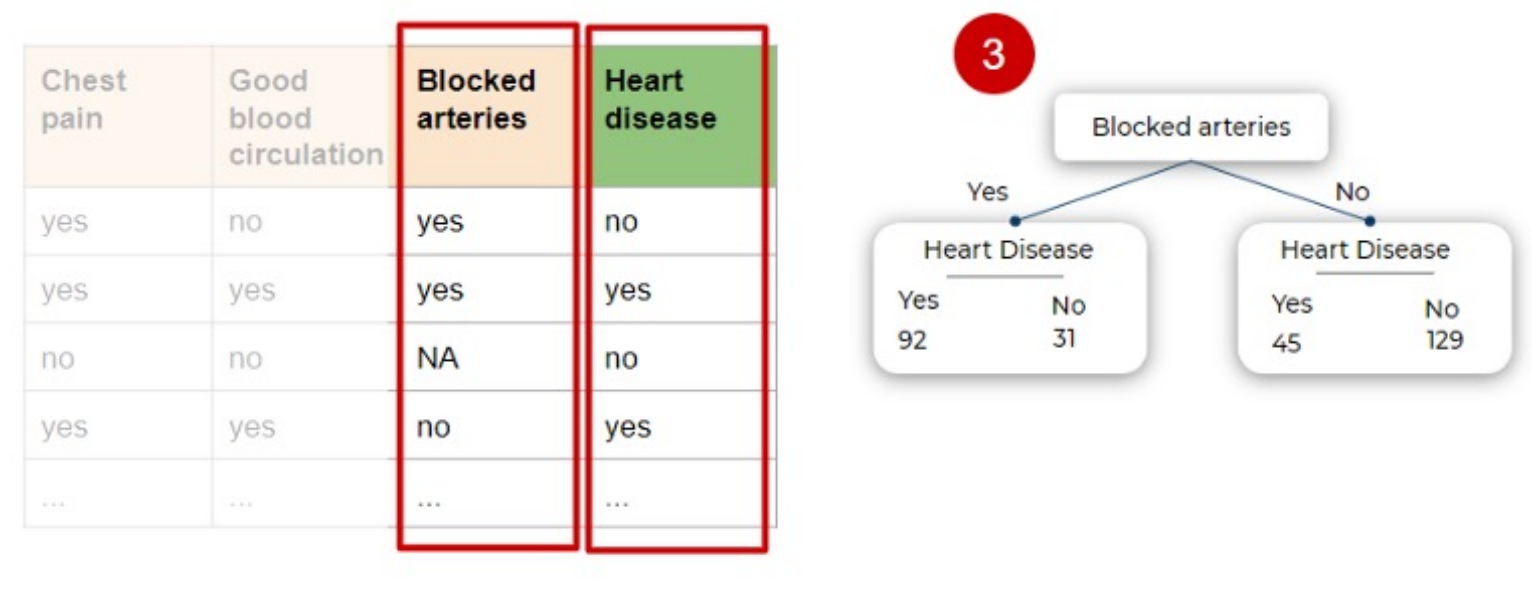 Chest pain
Good blood circulation
Blocked arteries
Heart disease
yes no yes no
yes yes yes yes
no no NA no
yes yes no yes
... ... ... ...
3
Blocked arteries
Yes No
Heart Disease
Yes No
92 31
Heart Disease
Yes No
45 129